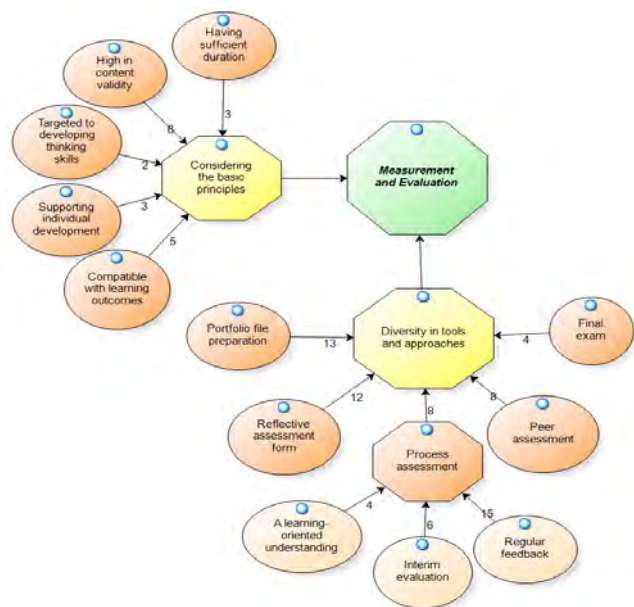 Having
sufficient
duration
High in
content
validity
3
8
Targeted to
developing
thinking
skills
2
Considering
the basic
principles
Measurement
and Evaluation
Supporting
individual
development
3
5
Compatible
with learning
outcomes
Portfolio file
preparation
13
Diversity in tools
and approaches
4
Final
exam
12
8
8
Reflective
assessment
form
Process
assessment
Peer
assessment
4
6
15
A learning-
oriented
understanding
Interim
evaluation
Regular
feedback